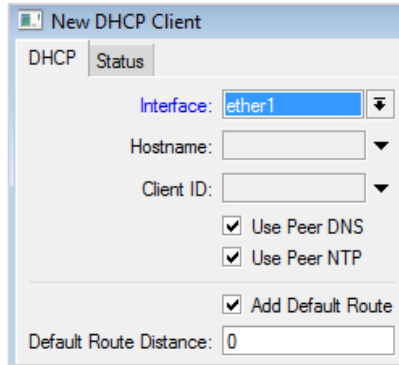 New DHCP Client
DHCP Status
Interface: ether1
Hostname:
Client ID:
Use Peer DNS
Use Peer NTP
Add Default Route
Default Route Distance: 0